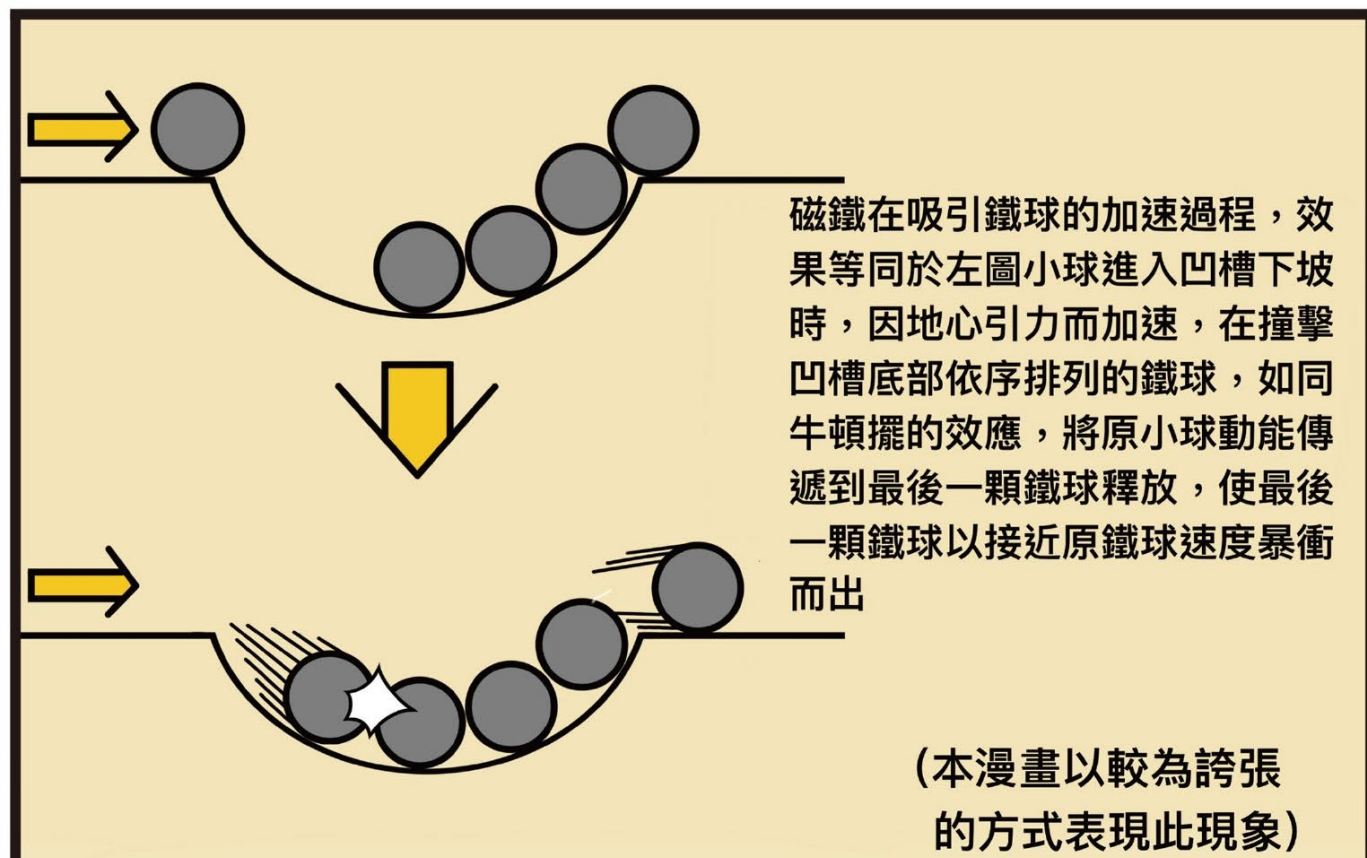 磁鐵在吸引鐵球的加速過程，效
果等同於左圖小球進入凹槽下坡
時，因地心引力而加速，在撞擊
凹槽底部依序排列的鐵球，如同
牛頓擺的效應，將原小球動能傳
遞到最後一顆鐵球釋放，使最後
一顆鐵球以接近原鐵球速度暴衝
而出
（本漫畫以較為誇張
的方式表現此現象）